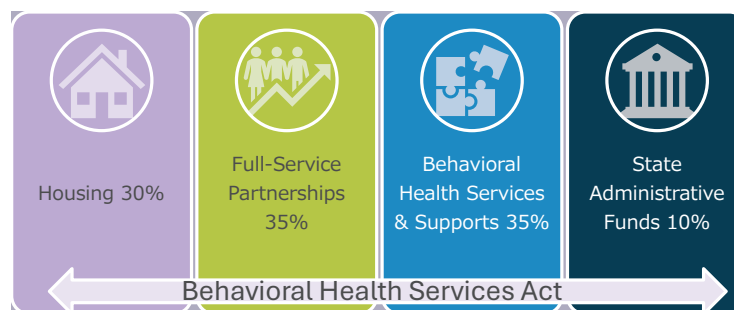 Housing 30%
Full-Service
Partnerships
35%
Behavioral
Health Services
& Supports 35%
State
Administrative
Funds 10%
Behavioral Health Services Act